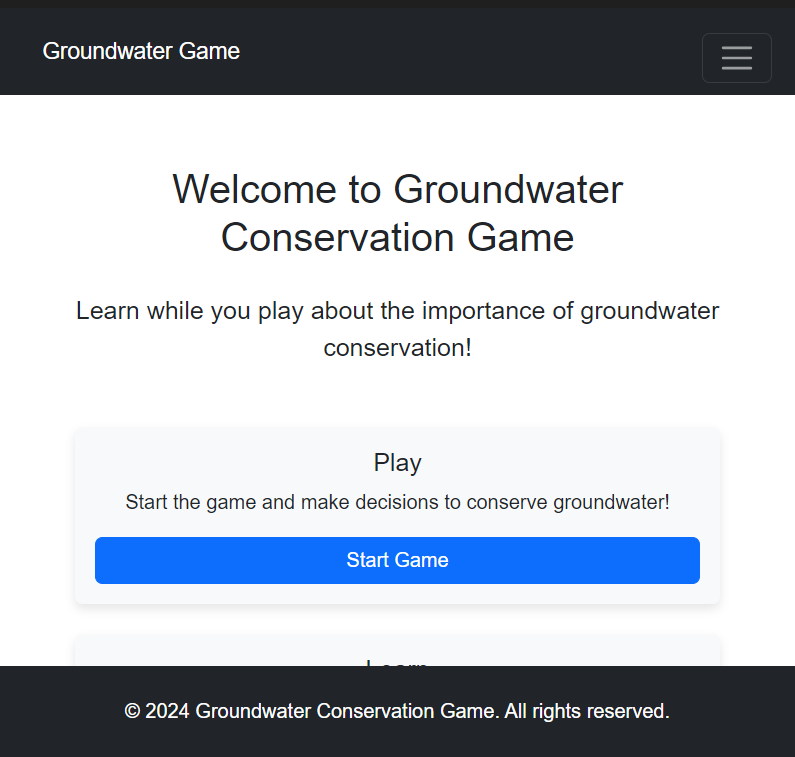 Groundwater Game
Welcome to Groundwater
Conservation Game
Learn while you play about the importance of groundwater
conservation!
Play
Start the game and make decisions to conserve groundwater!
Start Game
Learn
© 2024 Groundwater Conservation Game. All rights reserved.